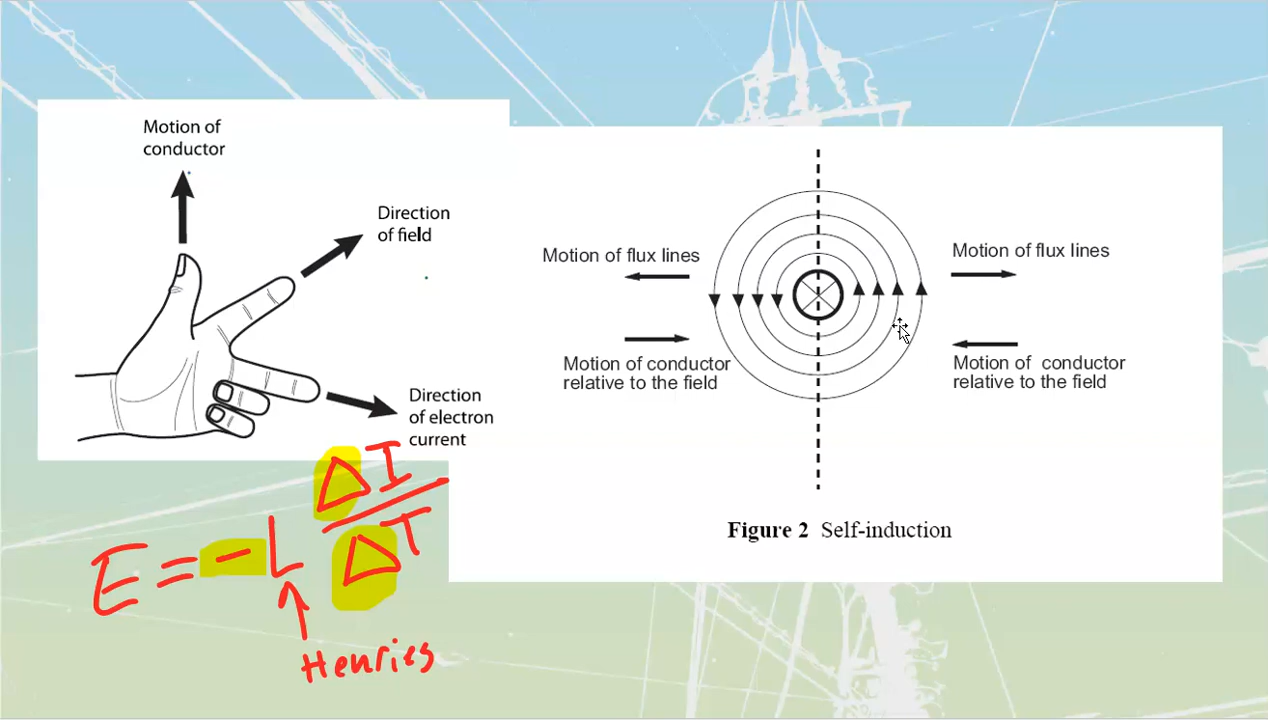 Motion of
conductor
Direction
of field
Direction
of electron
current
Motion of flux lines
Motion of conductor
relative to the field
Motion of flux lines
Motion of conductor
relative to the field
Figure 2 Self-induction
E = -L ΔI/ΔT
Henries